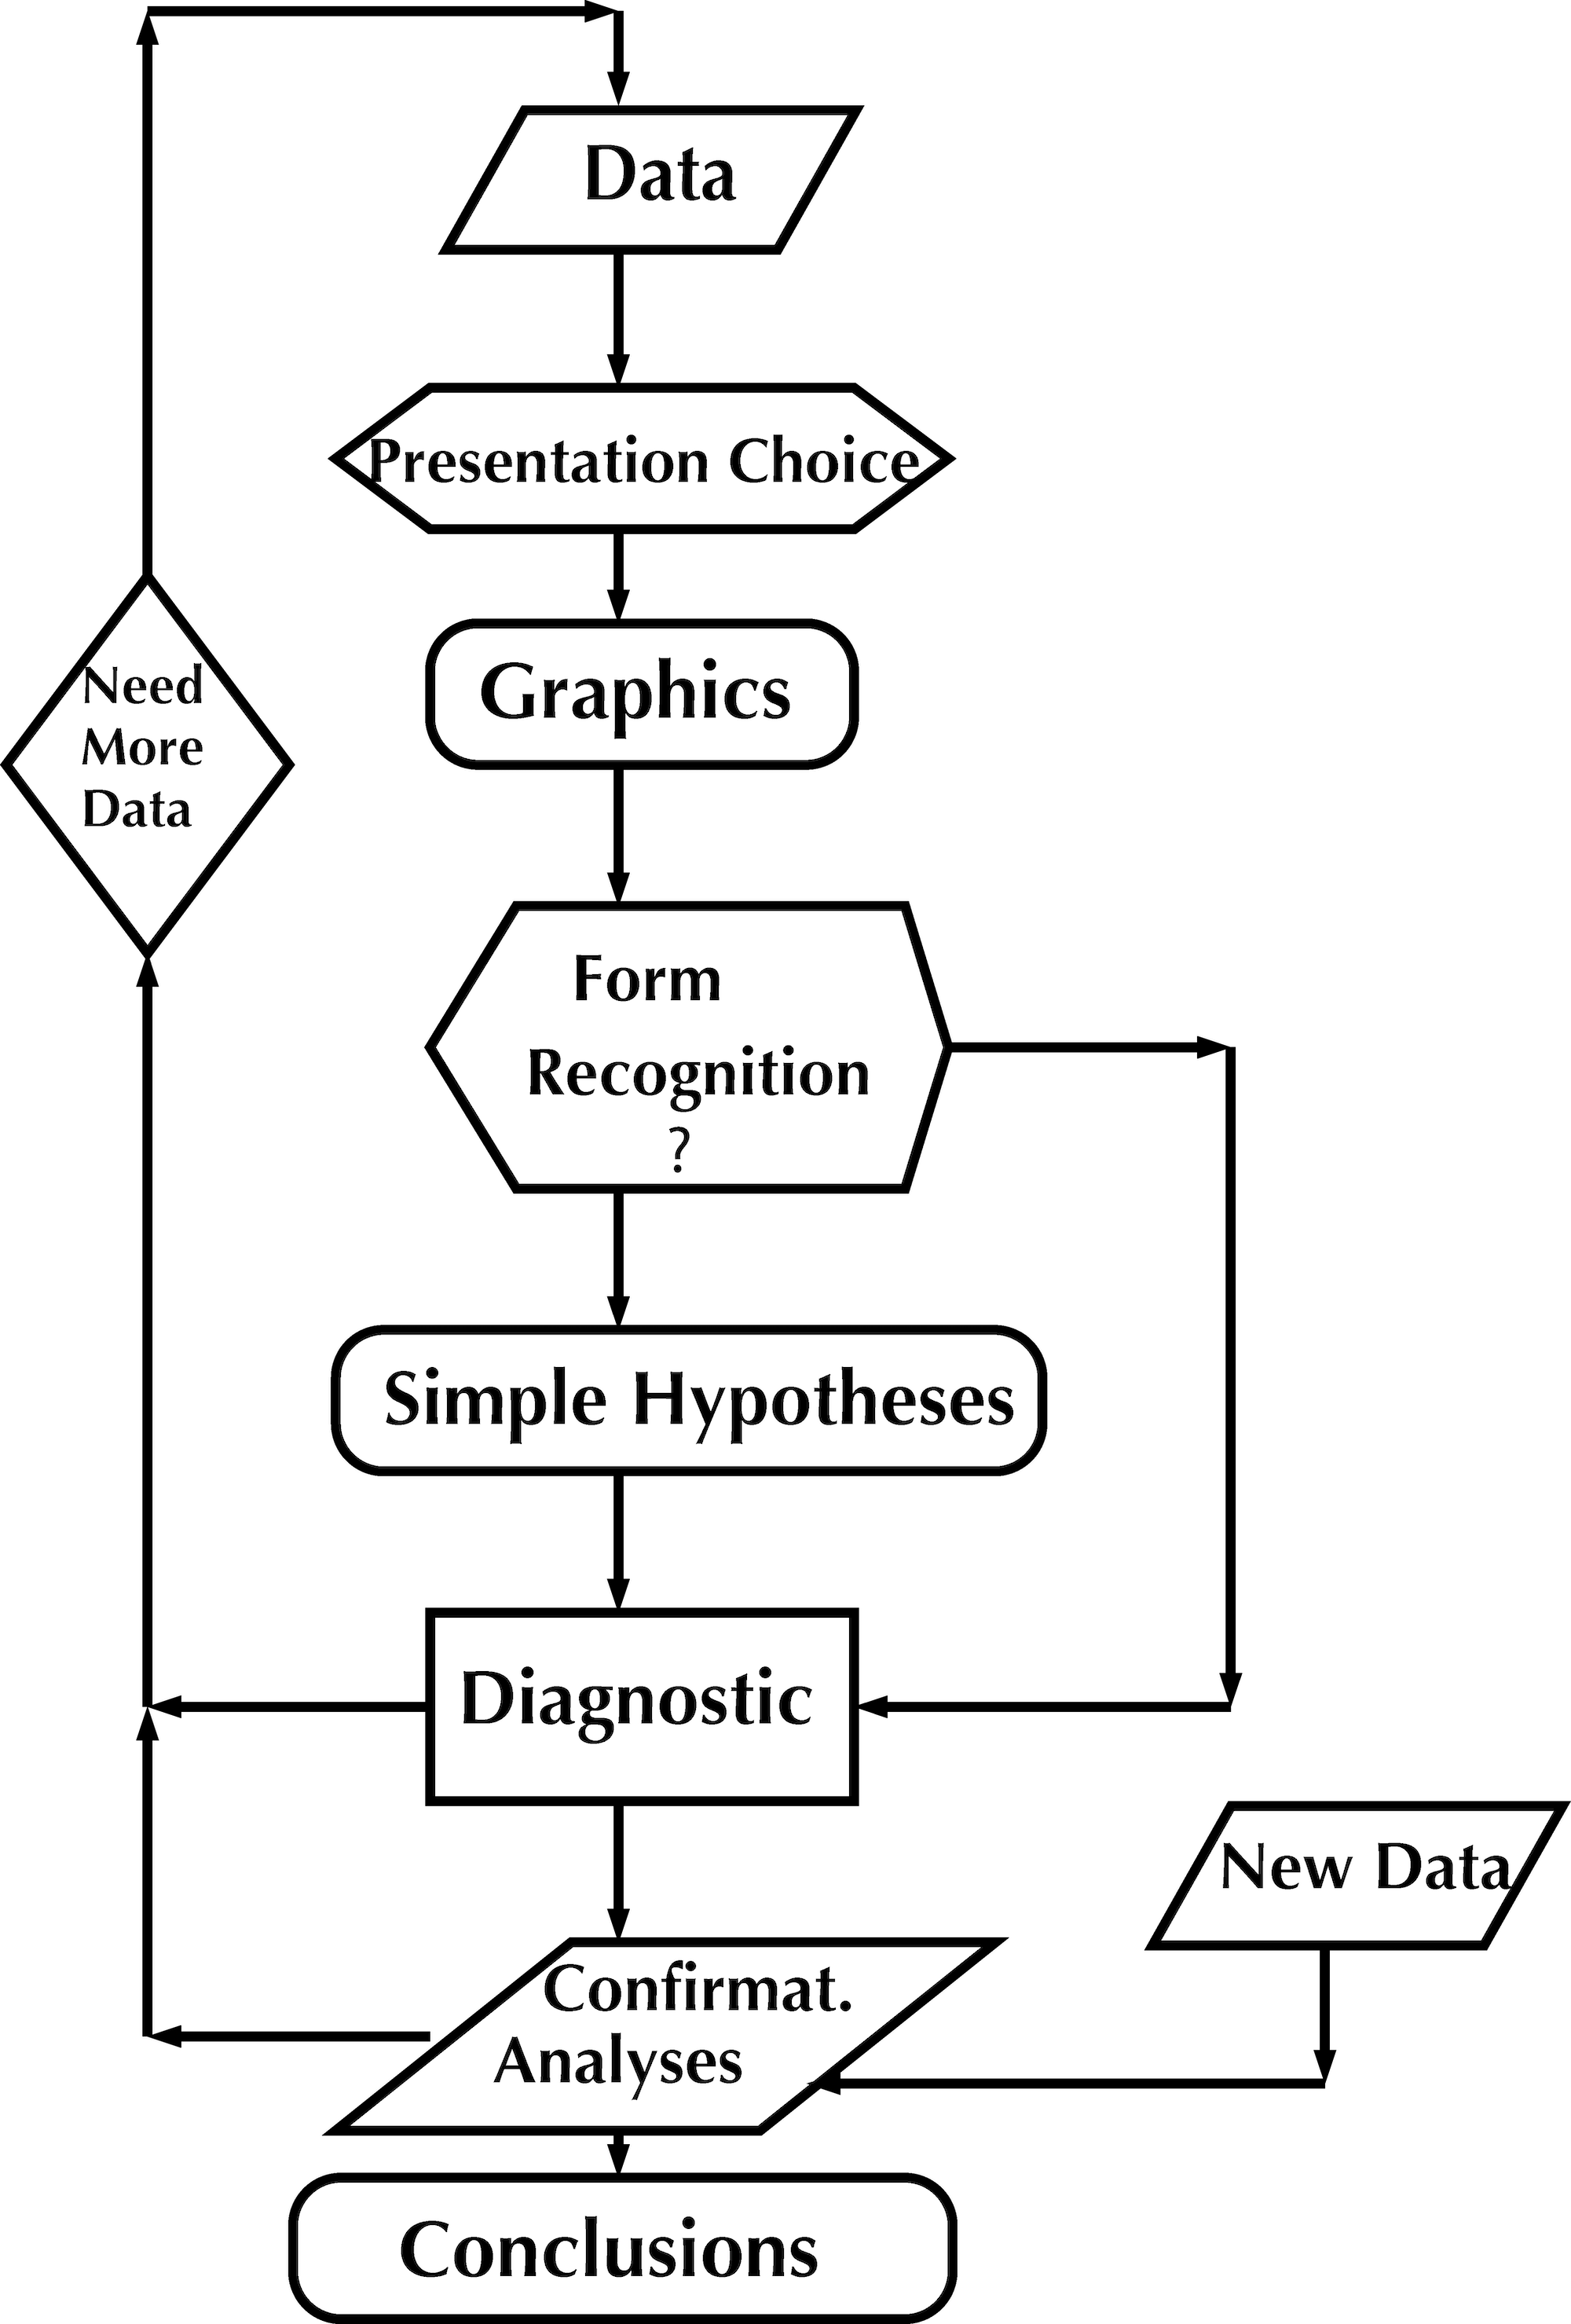 Data
Presentation Choice
Graphics
Need
More
Data
Form
Recognition
?
Simple Hypotheses
Diagnostic
New Data
Confirmat.
Analyses
Conclusions